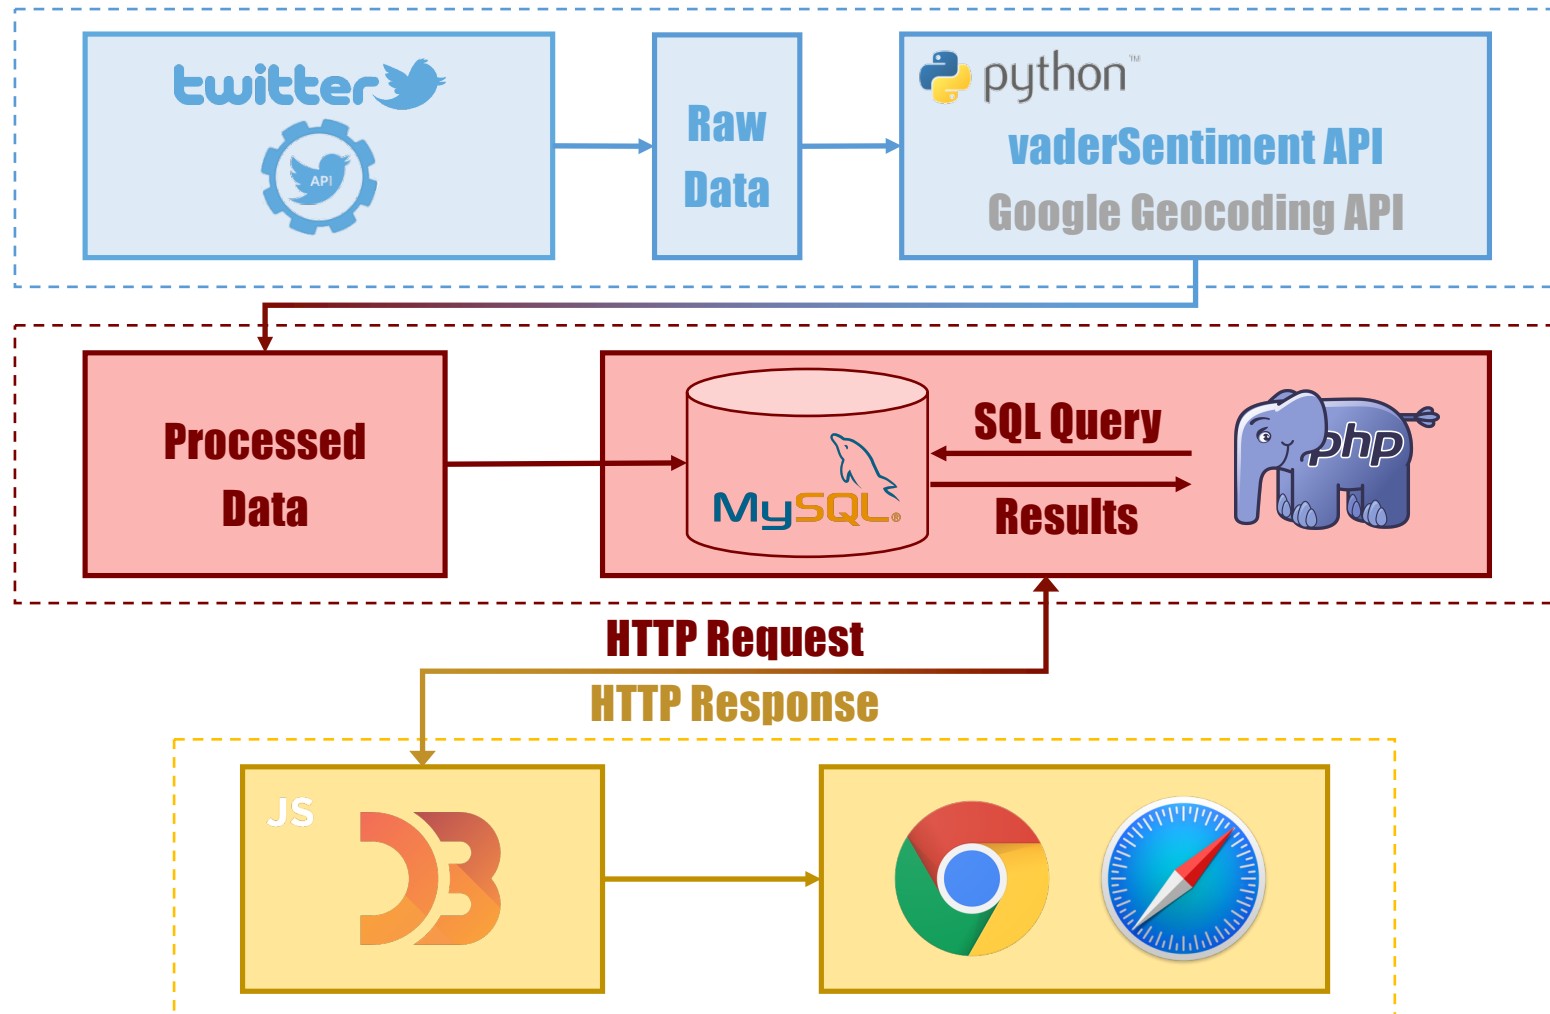 twitter
API
Raw
Data
python™
vaderSentiment API
Google Geocoding API
Processed
Data
MySQL®
SQL Query
Results
php
HTTP Request
HTTP Response
JS
D3